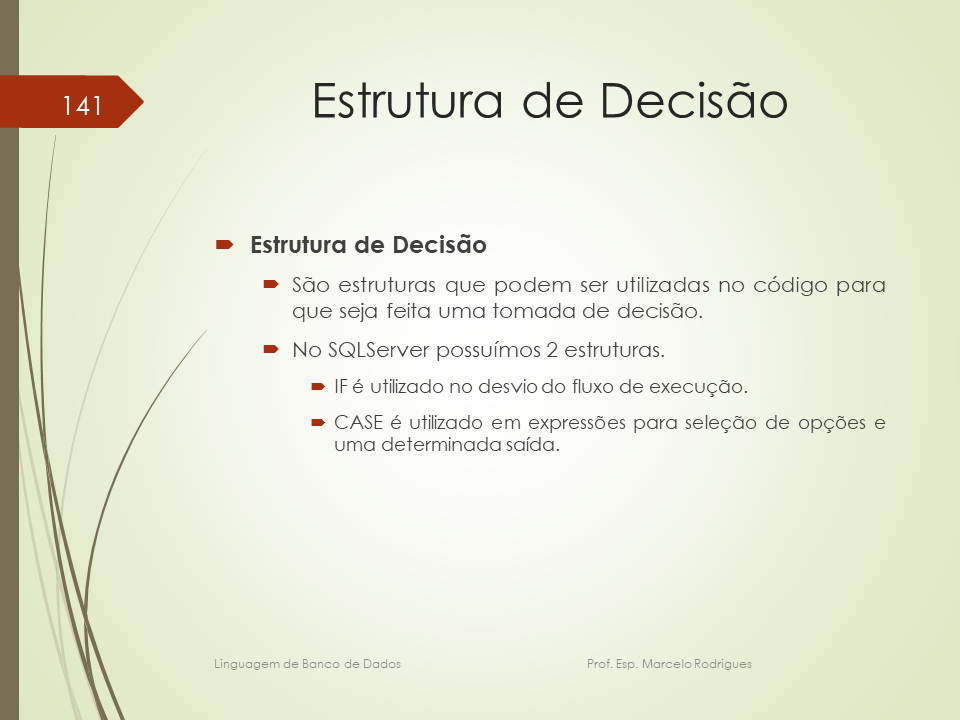 141
Estrutura de Decisão
Estrutura de Decisão
São estruturas que podem ser utilizadas no código para
que seja feita uma tomada de decisão.
No SQLServer possuímos 2 estruturas.
IF é utilizado no desvio do fluxo de execução.
CASE é utilizado em expressões para seleção de opções e
uma determinada saída.
Linguagem de Banco de Dados Prof. Esp. Marcelo Rodrigues